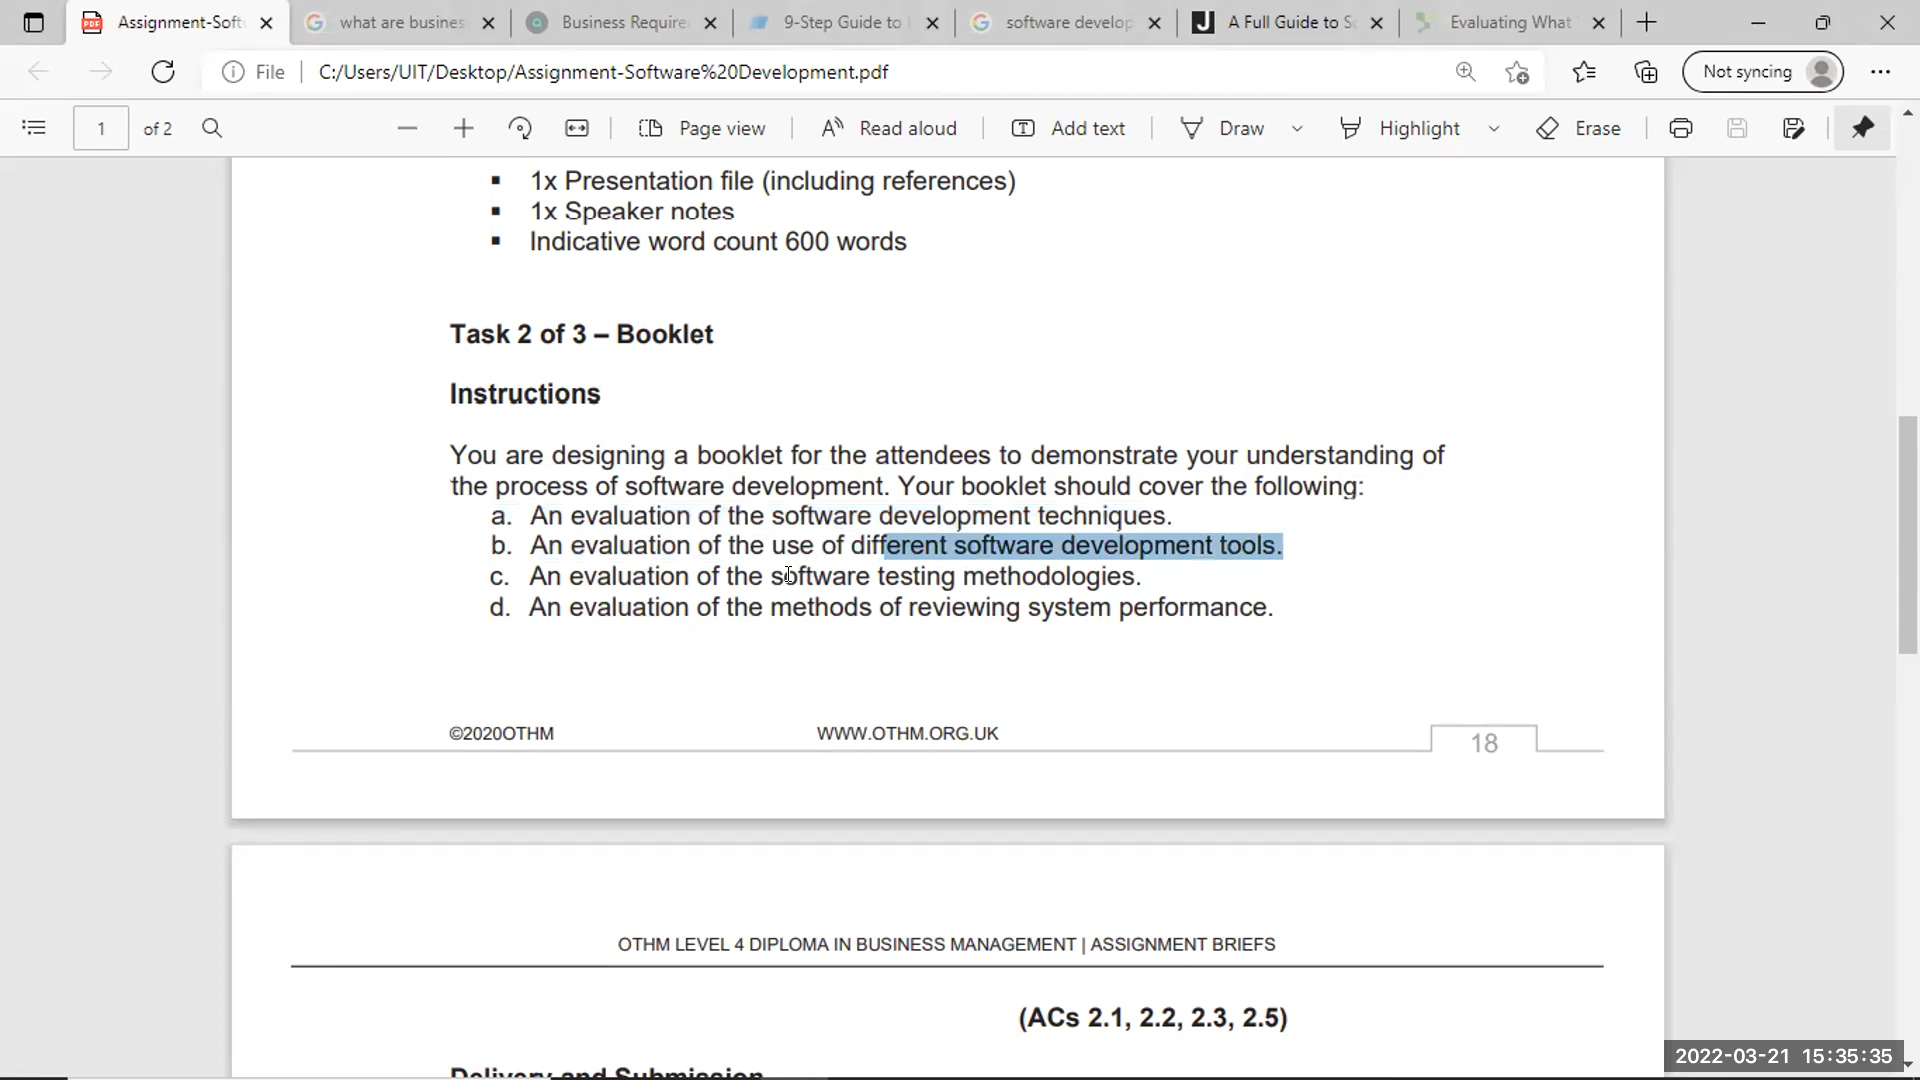 Assignment-Soft
what are busines
Business Require
9-Step Guide to
software develop
A Full Guide to S
Evaluating What
File
C:/Users/UIT/Desktop/Assignment-Software%20Development.pdf
Not syncing
1
of 2
Page view
Read aloud
Add text
Draw
Highlight
Erase
▪ 1x Presentation file (including references)
▪ 1x Speaker notes
▪ Indicative word count 600 words
Task 2 of 3 – Booklet
Instructions
You are designing a booklet for the attendees to demonstrate your understanding of
the process of software development. Your booklet should cover the following:
a. An evaluation of the software development techniques.
b. An evaluation of the use of different software development tools.
c. An evaluation of the software testing methodologies.
d. An evaluation of the methods of reviewing system performance.
©2020OTHM
WWW.OTHM.ORG.UK
18
OTHM LEVEL 4 DIPLOMA IN BUSINESS MANAGEMENT | ASSIGNMENT BRIEFS
(ACs 2.1, 2.2, 2.3, 2.5)
Delivery and Submission
2022-03-21 15:35:35